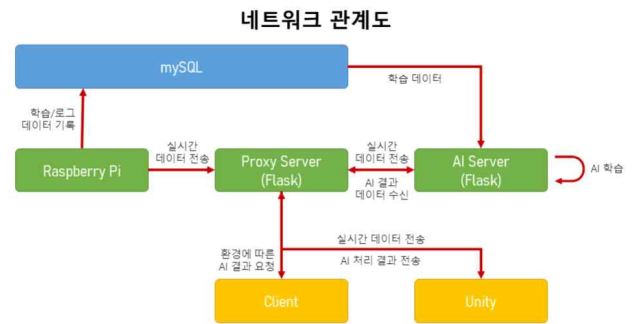 네트워크 관계도
mySQL
학습 데이터
학습/로그
데이터 기록
실시간
데이터 전송
실시간
데이터 전송
Raspberry Pi
Proxy Server
(Flask)
AI Server
(Flask)
AI 학습
AI 결과
데이터 수신
실시간 데이터 전송
환경에 따른
AI 결과 요청
AI 처리 결과 전송
Client
Unity